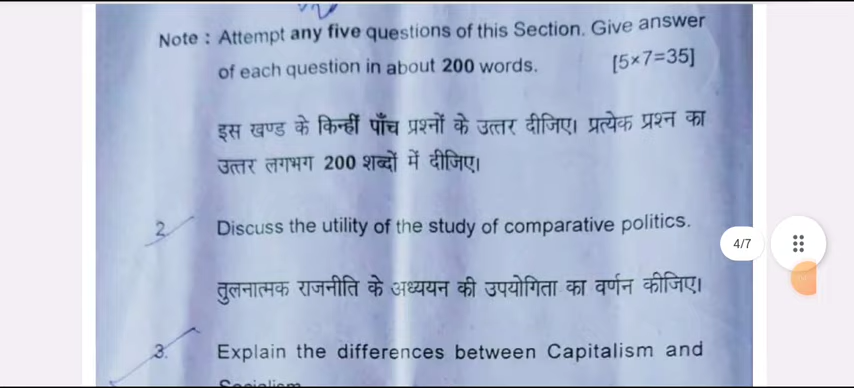 Note : Attempt any five questions of this Section. Give answer
of each question in about 200 words. [5×7=35]
इस खण्ड के किन्हीं पाँच प्रश्नों के उत्तर दीजिए। प्रत्येक प्रश्न का
उत्तर लगभग 200 शब्दों में दीजिए।
2. Discuss the utility of the study of comparative politics.
4/7
तुलनात्मक राजनीति के अध्ययन की उपयोगिता का वर्णन कीजिए।
3. Explain the differences between Capitalism and
Socialism